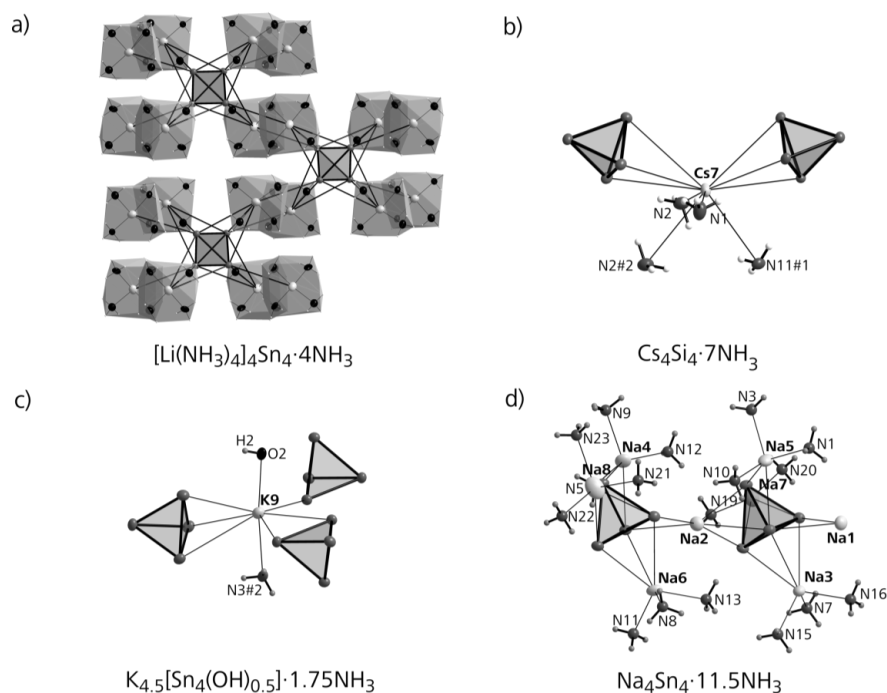 a)
[Li(NH3)4]4Sn4·4NH3
b)
Cs7
N2
N1
N2#2
N11#1
Cs4Si4·7NH3
c)
H2
O2
K9
N3#2
K4.5[Sn4(OH)0.5]·1.75NH3
d)
N9
N3
N23
Na4
N12
Na5
N1
Na8
N21
N10
N20
Na7
N5
N22
N19
Na2
Na1
Na6
Na3
N13
N16
N11
N8
N7
N15
Na4Sn4·11.5NH3